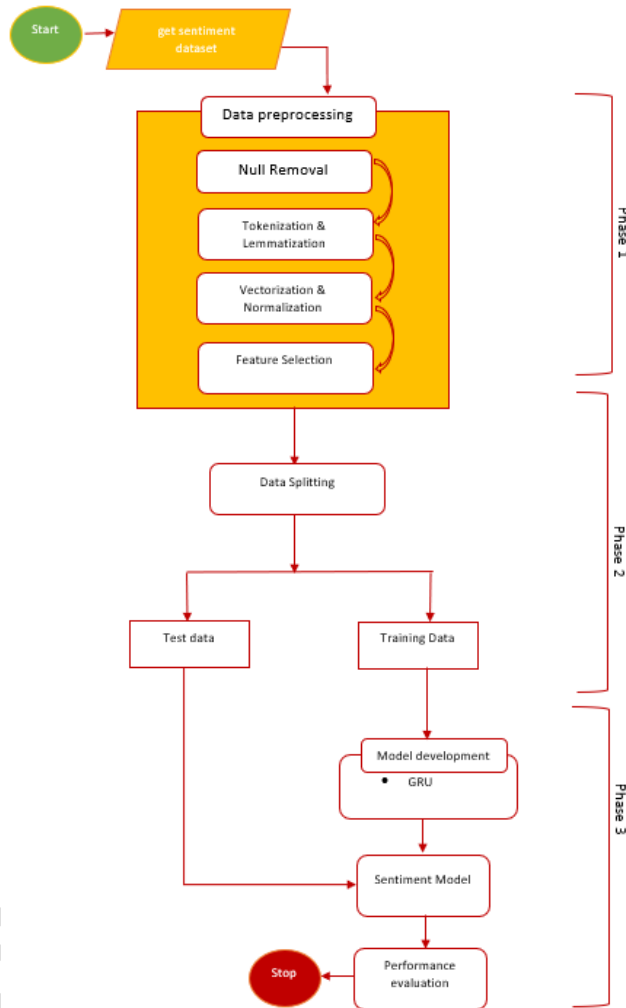 Start
get sentiment
dataset
Data preprocessing
Null Removal
Tokenization &
Lemmatization
Vectorization &
Normalization
Feature Selection
Phase 1
Data Splitting
Test data
Training Data
Phase 2
Model development
• GRU
Sentiment Model
Performance
evaluation
Stop
Phase 3